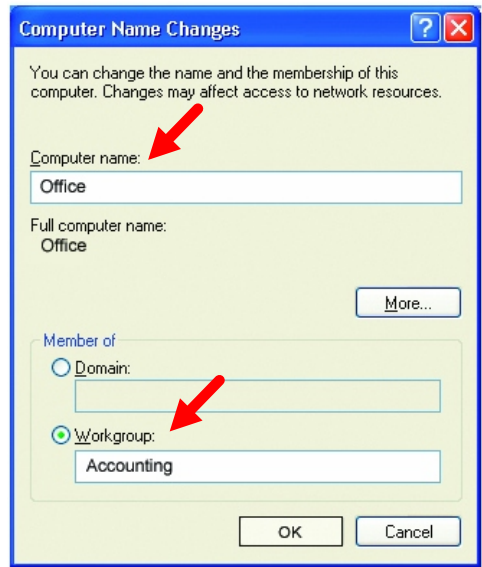 Computer Name Changes
You can change the name and the membership of this
computer. Changes may affect access to network resources.
Computer name:
Office
Full computer name:
Office
More...
Member of
Domain:
Workgroup:
Accounting
OK Cancel